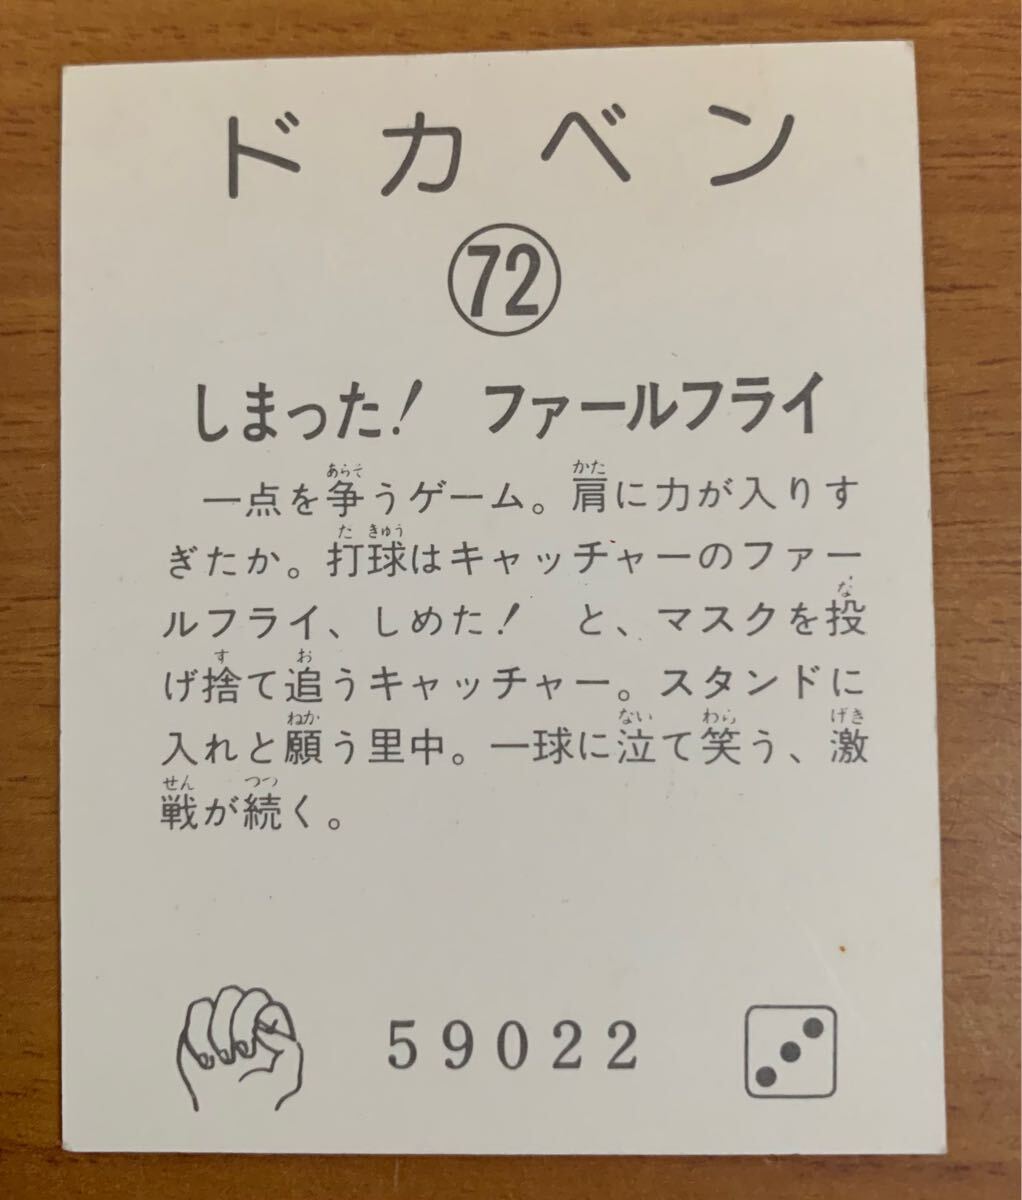 ドカベン
72
しまった！ ファールフライ
一点を争うゲーム。肩に力が入りす
ぎたか。打球はキャッチャーのファー
ルフライ、しめた！ と、マスクを投
げ捨て追うキャッチャー。スタンドに
入れと願う里中。一球に泣て笑う、激
戦が続く。
59022